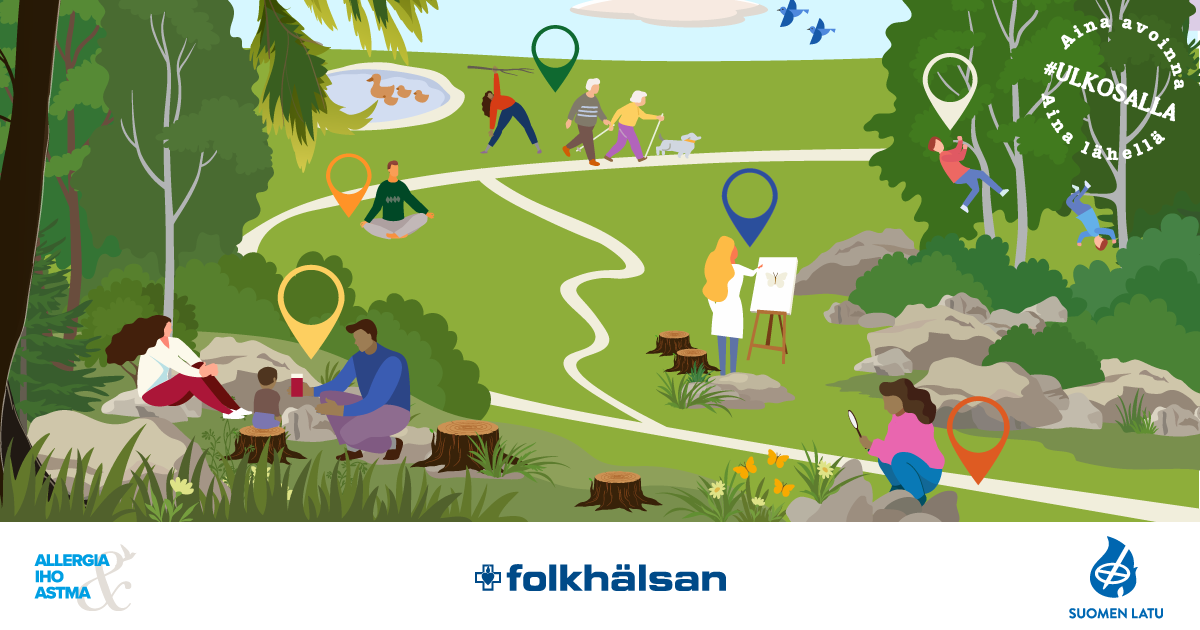 Aina avoinna
#ULKOSALLA
Aina lähellä
ALLERGIA
IHO
ASTMA
&
folkhälsan
SUOMEN LATU